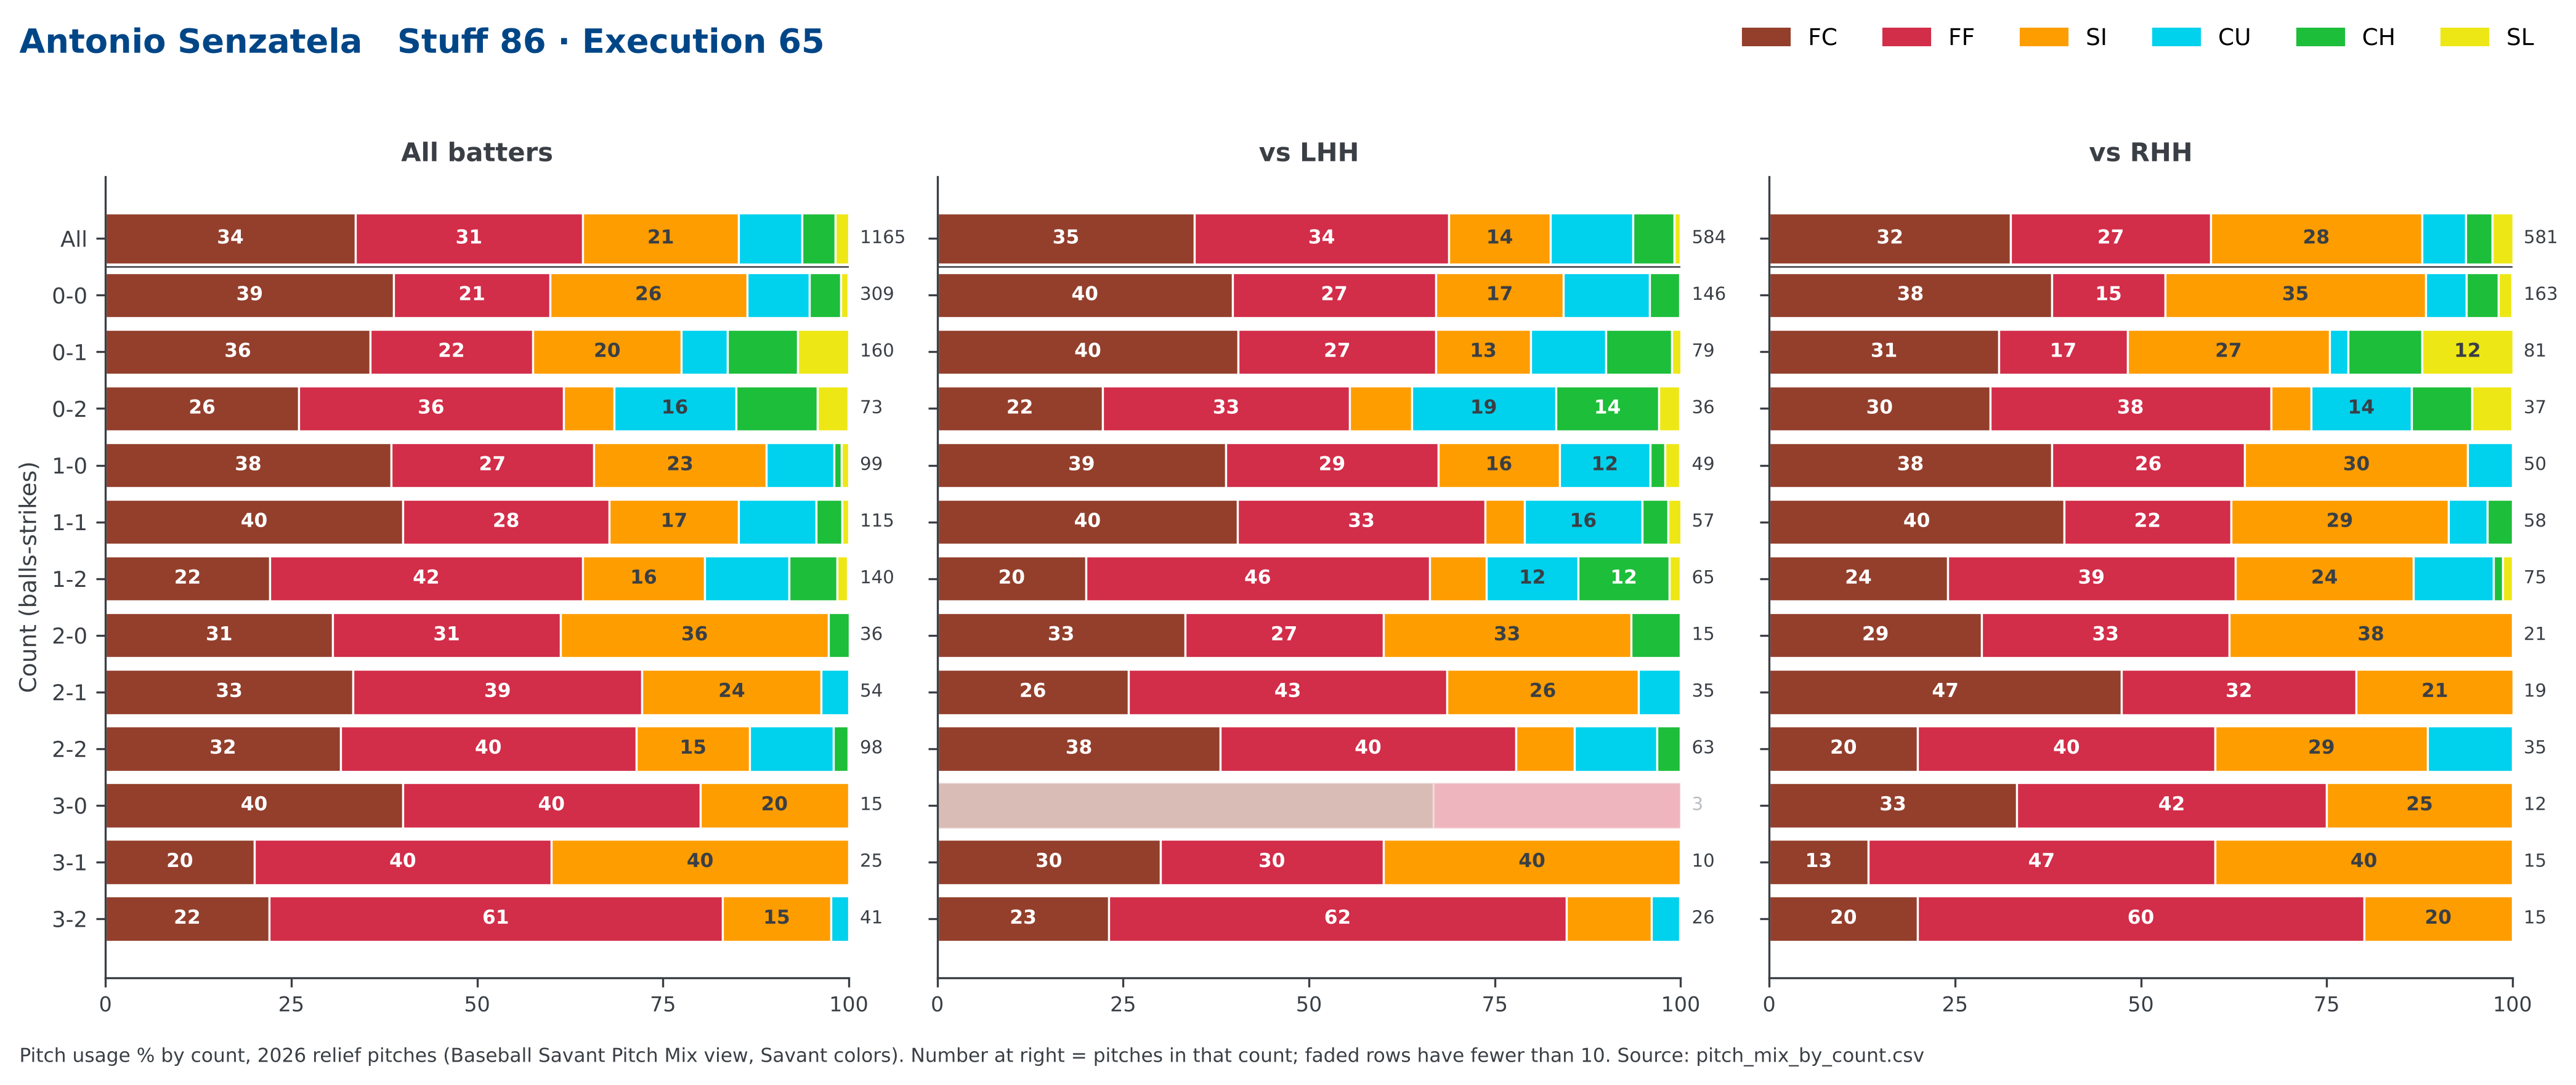 Antonio Senzatela Stuff 86 · Execution 65
FC FF SI CU CH SL
All batters vs LHH vs RHH
Count (balls-strikes)
All 34 31 21 1165 35 34 14 584 32 27 28 581
0-0 39 21 26 309 40 27 17 146 38 15 35 163
0-1 36 22 20 160 40 27 13 79 31 17 27 12 81
0-2 26 36 16 73 22 33 19 14 36 30 38 14 37
1-0 38 27 23 99 39 29 16 12 49 38 26 30 50
1-1 40 28 17 115 40 33 16 57 40 22 29 58
1-2 22 42 16 140 20 46 12 12 65 24 39 24 75
2-0 31 31 36 36 33 27 33 15 29 33 38 21
2-1 33 39 24 54 26 43 26 35 47 32 21 19
2-2 32 40 15 98 38 40 63 20 40 29 35
3-0 40 40 20 15 3 33 42 25 12
3-1 20 40 40 25 30 30 40 10 13 47 40 15
3-2 22 61 15 41 23 62 26 20 60 20 15
0 25 50 75 100 0 25 50 75 100 0 25 50 75 100
Pitch usage % by count, 2026 relief pitches (Baseball Savant Pitch Mix view, Savant colors). Number at right = pitches in that count; faded rows have fewer than 10. Source: pitch_mix_by_count.csv